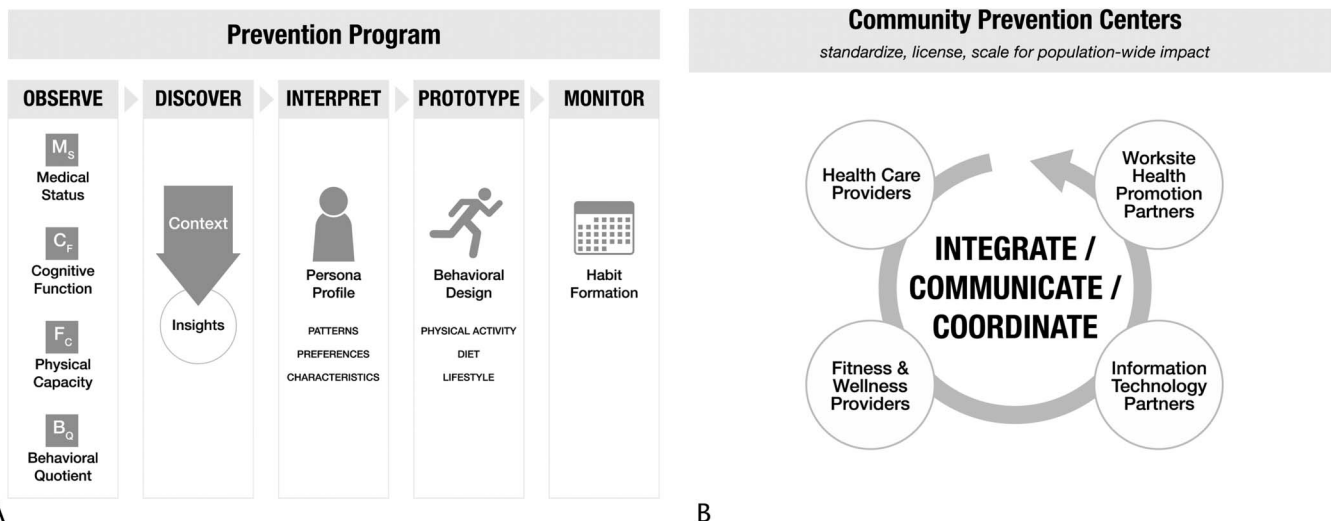 Prevention Program
OBSERVE
DISCOVER
INTERPRET
PROTOTYPE
MONITOR
MS
Medical
Status
CF
Cognitive
Function
FC
Physical
Capacity
BQ
Behavioral
Quotient
Context
Insights
Persona
Profile
PATTERNS
PREFERENCES
CHARACTERISTICS
Behavioral
Design
PHYSICAL ACTIVITY
DIET
LIFESTYLE
Habit
Formation
A
Community Prevention Centers
standardize, license, scale for population-wide impact
Health Care
Providers
Worksite
Health
Promotion
Partners
INTEGRATE /
COMMUNICATE /
COORDINATE
Fitness &
Wellness
Providers
Information
Technology
Partners
B